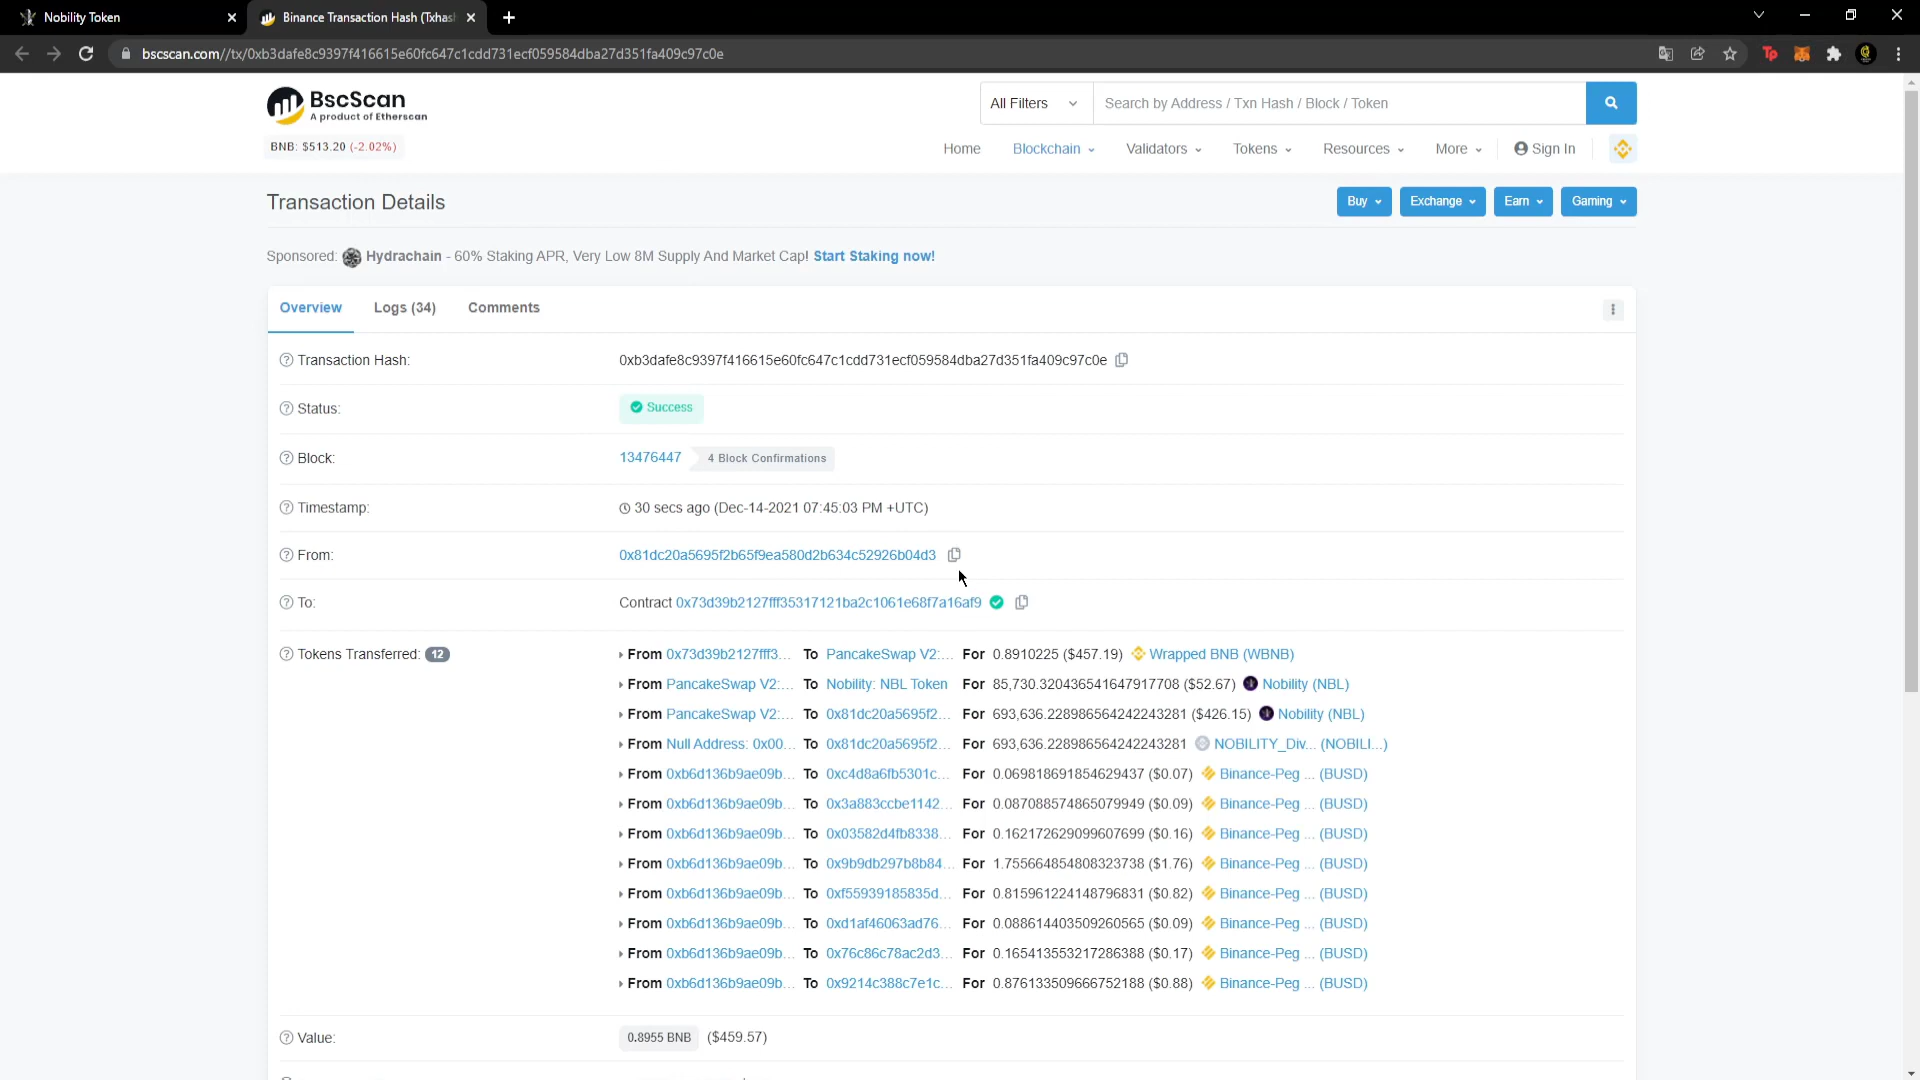 Nobility Token
Binance Transaction Hash (Txhas
bscscan.com//tx/0xb3dafe8c9397f416615e60fc647c1cdd731ecf059584dba27d351fa409c97c0e
BscScan
A product of Etherscan
All Filters
Search by Address / Txn Hash / Block / Token
BNB: $513.20 (-2.02%)
Home Blockchain Validators Tokens Resources More Sign In
Transaction Details
Buy Exchange Earn Gaming
Sponsored: Hydrachain - 60% Staking APR, Very Low 8M Supply And Market Cap! Start Staking now!
Overview Logs (34) Comments
Transaction Hash: 0xb3dafe8c9397f416615e60fc647c1cdd731ecf059584dba27d351fa409c97c0e
Status: Success
Block: 13476447 4 Block Confirmations
Timestamp: 30 secs ago (Dec-14-2021 07:45:03 PM +UTC)
From: 0x81dc20a5695f2b65f9ea580d2b634c52926b04d3
To: Contract 0x73d39b2127fff35317121ba2c1061e68f7a16af9
Tokens Transferred: 12
From 0x73d39b2127fff3... To PancakeSwap V2:... For 0.8910225 ($457.19) Wrapped BNB (WBNB)
From PancakeSwap V2:... To Nobility: NBL Token For 85,730.320436541647917708 ($52.67) Nobility (NBL)
From PancakeSwap V2:... To 0x81dc20a5695f2... For 693,636.228986564242243281 ($426.15) Nobility (NBL)
From Null Address: 0x00... To 0x81dc20a5695f2... For 693,636.228986564242243281 NOBILITY_Div... (NOBILI...)
From 0xb6d136b9ae09b... To 0xc4d8a6fb5301c... For 0.069818691854629437 ($0.07) Binance-Peg ... (BUSD)
From 0xb6d136b9ae09b... To 0x3a883ccbe1142... For 0.087088574865079949 ($0.09) Binance-Peg ... (BUSD)
From 0xb6d136b9ae09b... To 0x03582d4fb8338... For 0.162172629099607699 ($0.16) Binance-Peg ... (BUSD)
From 0xb6d136b9ae09b... To 0x9b9db297b8b84... For 1.755664854808323738 ($1.76) Binance-Peg ... (BUSD)
From 0xb6d136b9ae09b... To 0xf55939185835d... For 0.815961224148796831 ($0.82) Binance-Peg ... (BUSD)
From 0xb6d136b9ae09b... To 0xd1af46063ad76... For 0.088614403509260565 ($0.09) Binance-Peg ... (BUSD)
From 0xb6d136b9ae09b... To 0x76c86c78ac2d3... For 0.165413553217286388 ($0.17) Binance-Peg ... (BUSD)
From 0xb6d136b9ae09b... To 0x9214c388c7e1c... For 0.876133509666752188 ($0.88) Binance-Peg ... (BUSD)
Value: 0.8955 BNB ($459.57)